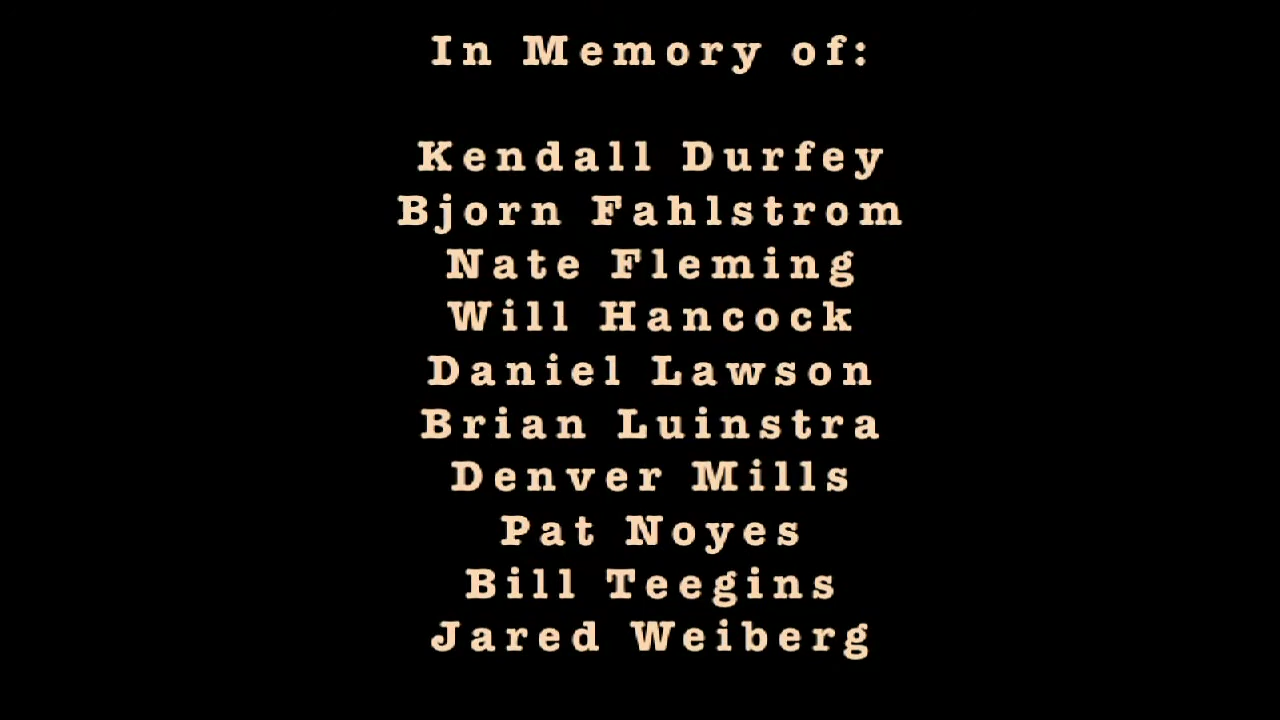 In Memory of:
Kendall Durfey
Bjorn Fahlstrom
Nate Fleming
Will Hancock
Daniel Lawson
Brian Luinstra
Denver Mills
Pat Noyes
Bill Teegins
Jared Weiberg